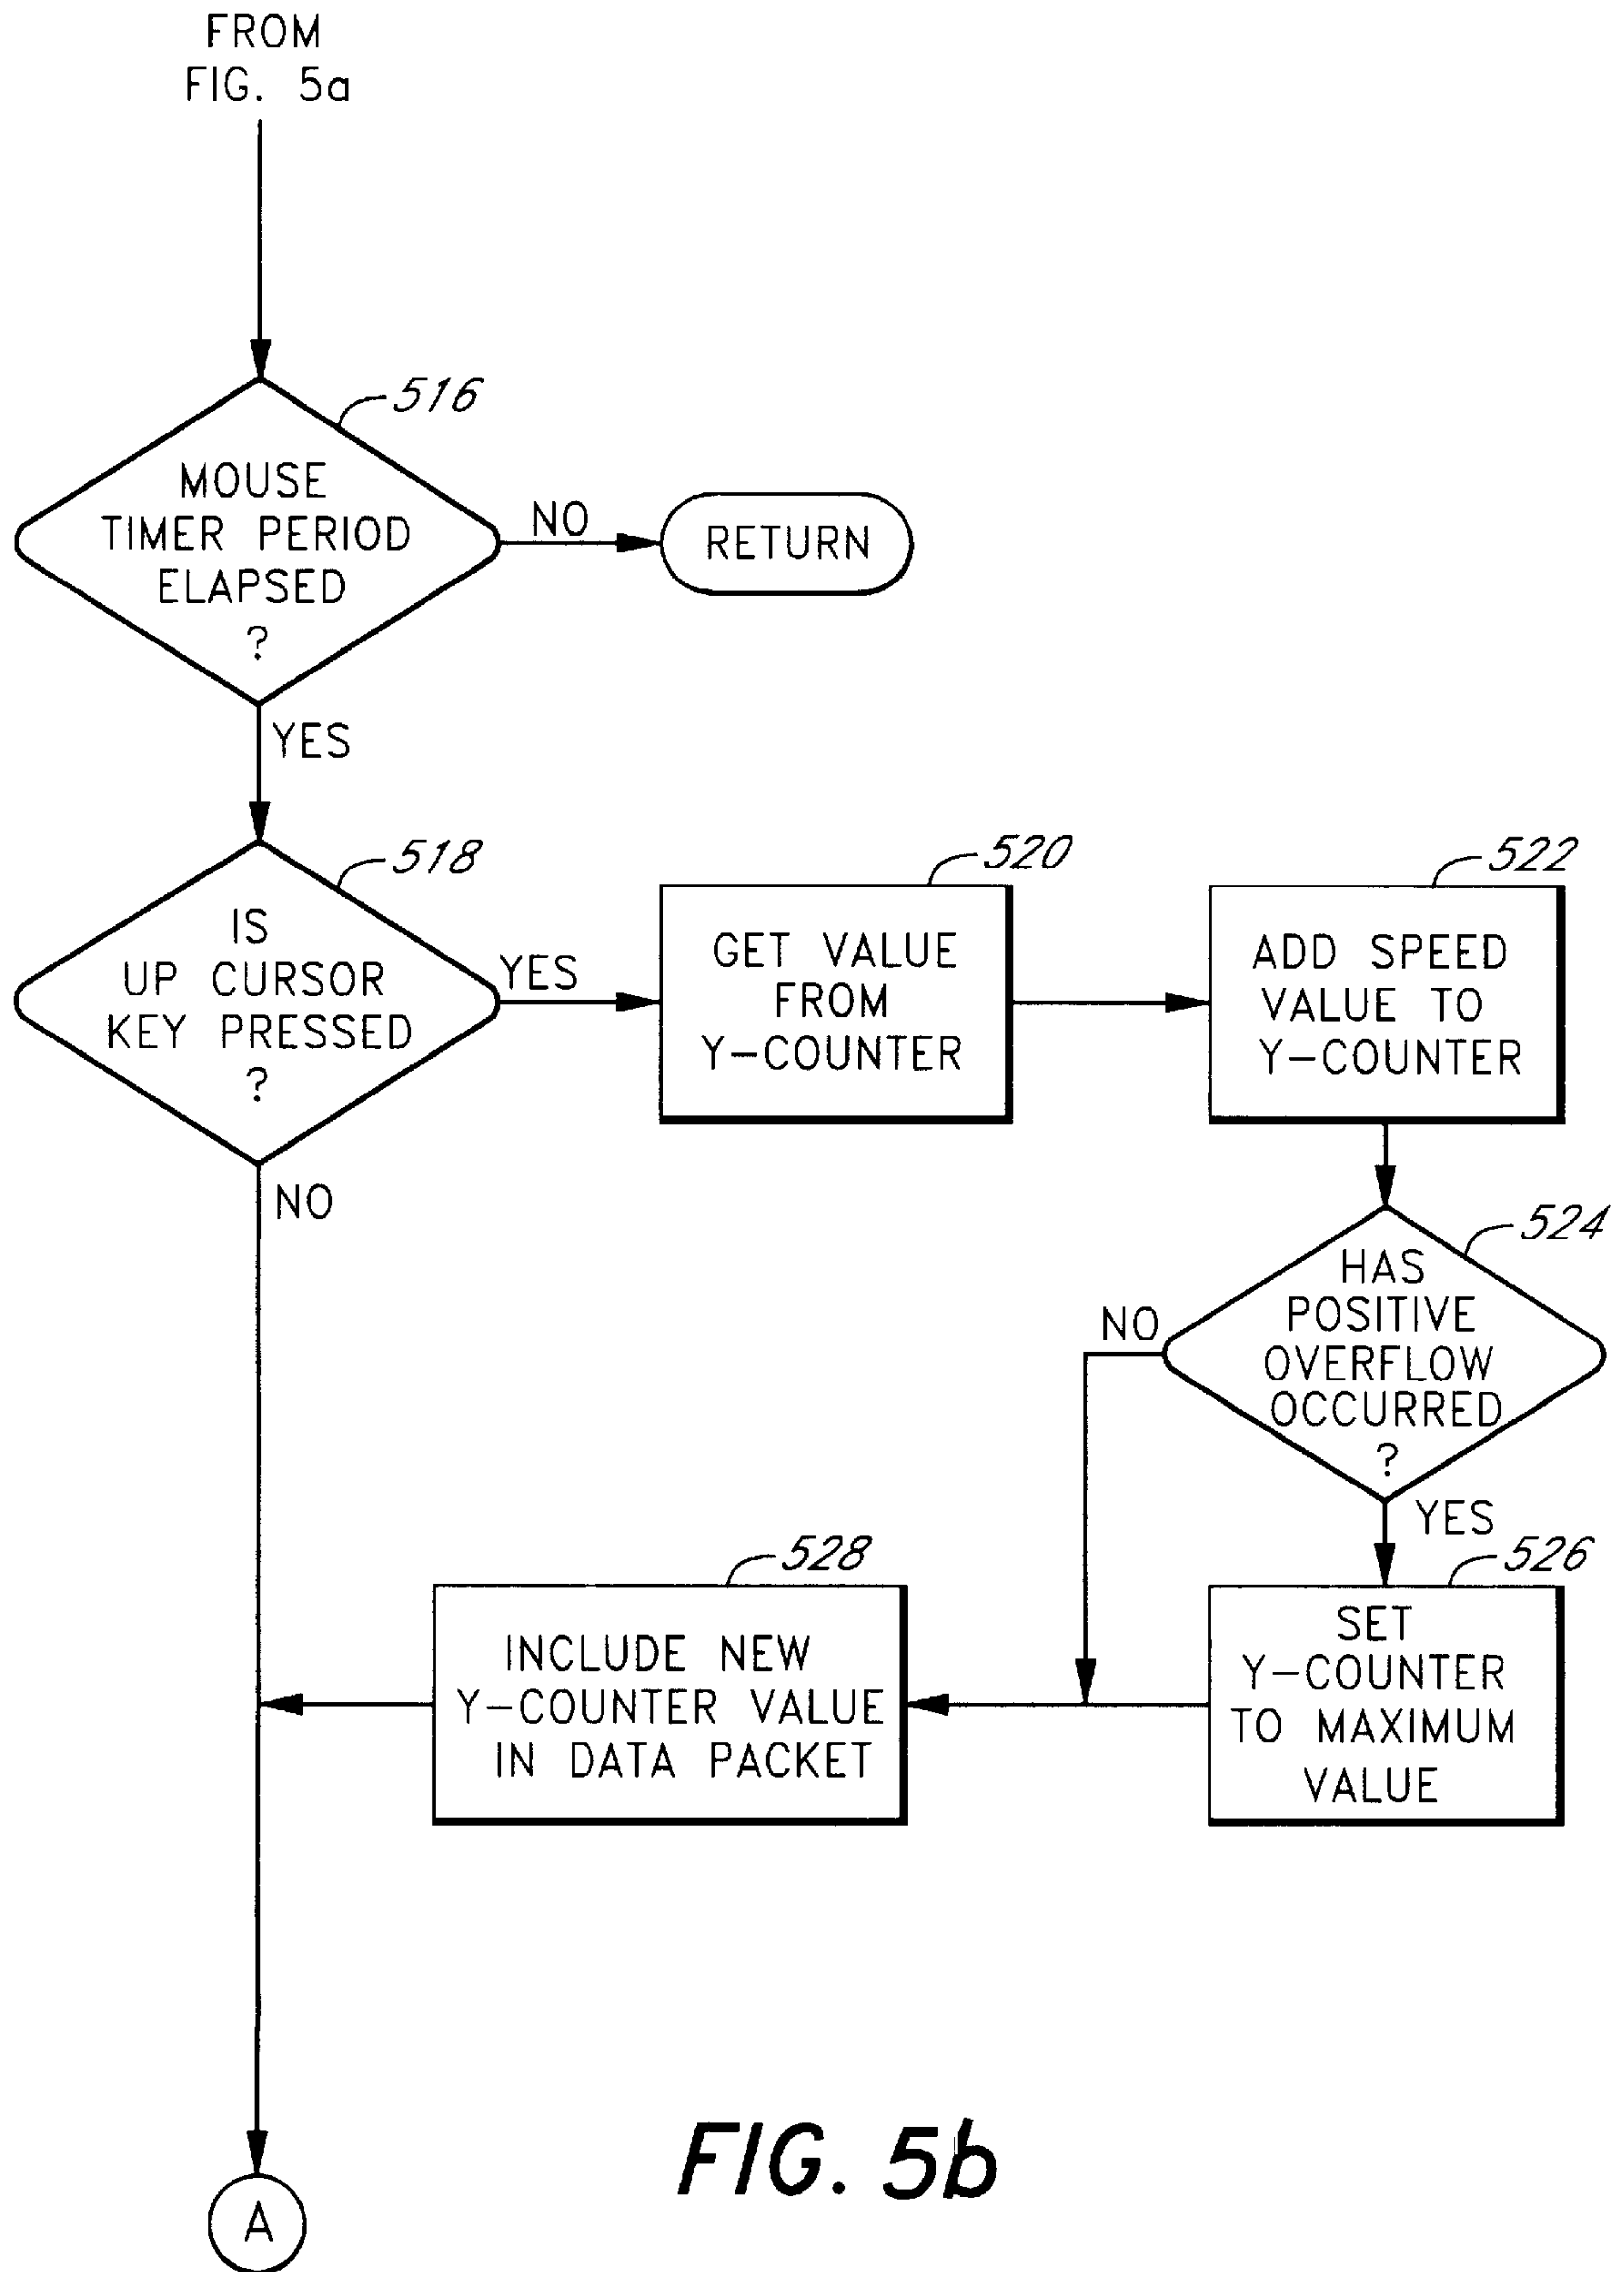 FROM
FIG. 5a
516
MOUSE
TIMER PERIOD
ELAPSED
?
NO
RETURN
YES
518
IS
UP CURSOR
KEY PRESSED
?
YES
NO
520
GET VALUE
FROM
Y-COUNTER
522
ADD SPEED
VALUE TO
Y-COUNTER
524
HAS
POSITIVE
OVERFLOW
OCCURRED
?
NO
YES
526
SET
Y-COUNTER
TO MAXIMUM
VALUE
528
INCLUDE NEW
Y-COUNTER VALUE
IN DATA PACKET
A
FIG. 5b